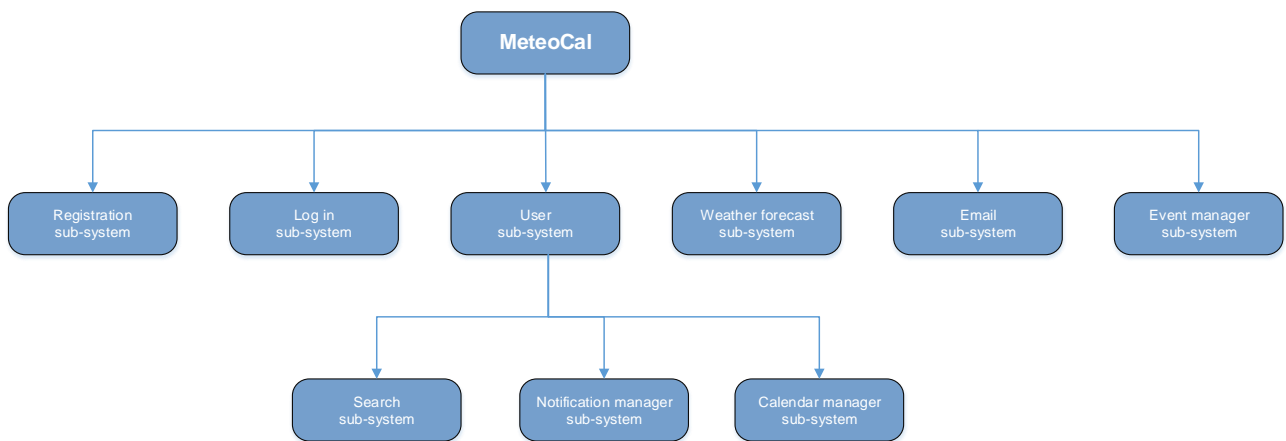 MeteoCal
Registration
sub-system
Log in
sub-system
User
sub-system
Weather forecast
sub-system
Email
sub-system
Event manager
sub-system
Search
sub-system
Notification manager
sub-system
Calendar manager
sub-system